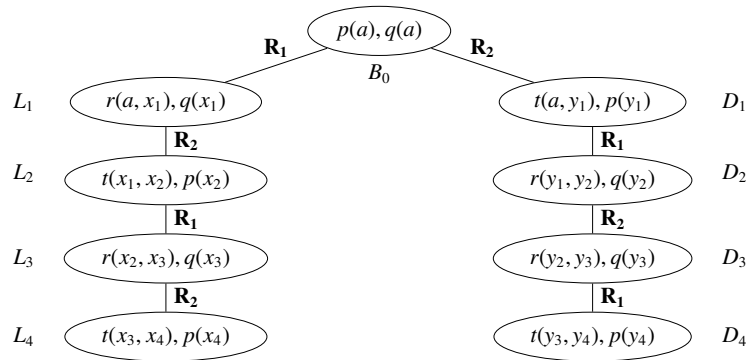 p(a), q(a)
R₁ R₂
B₀
L₁ r(a, x₁), q(x₁) t(a, y₁), p(y₁) D₁
R₂ R₁
L₂ t(x₁, x₂), p(x₂) r(y₁, y₂), q(y₂) D₂
R₁ R₂
L₃ r(x₂, x₃), q(x₃) r(y₂, y₃), q(y₃) D₃
R₂ R₁
L₄ t(x₃, x₄), p(x₄) t(y₃, y₄), p(y₄) D₄